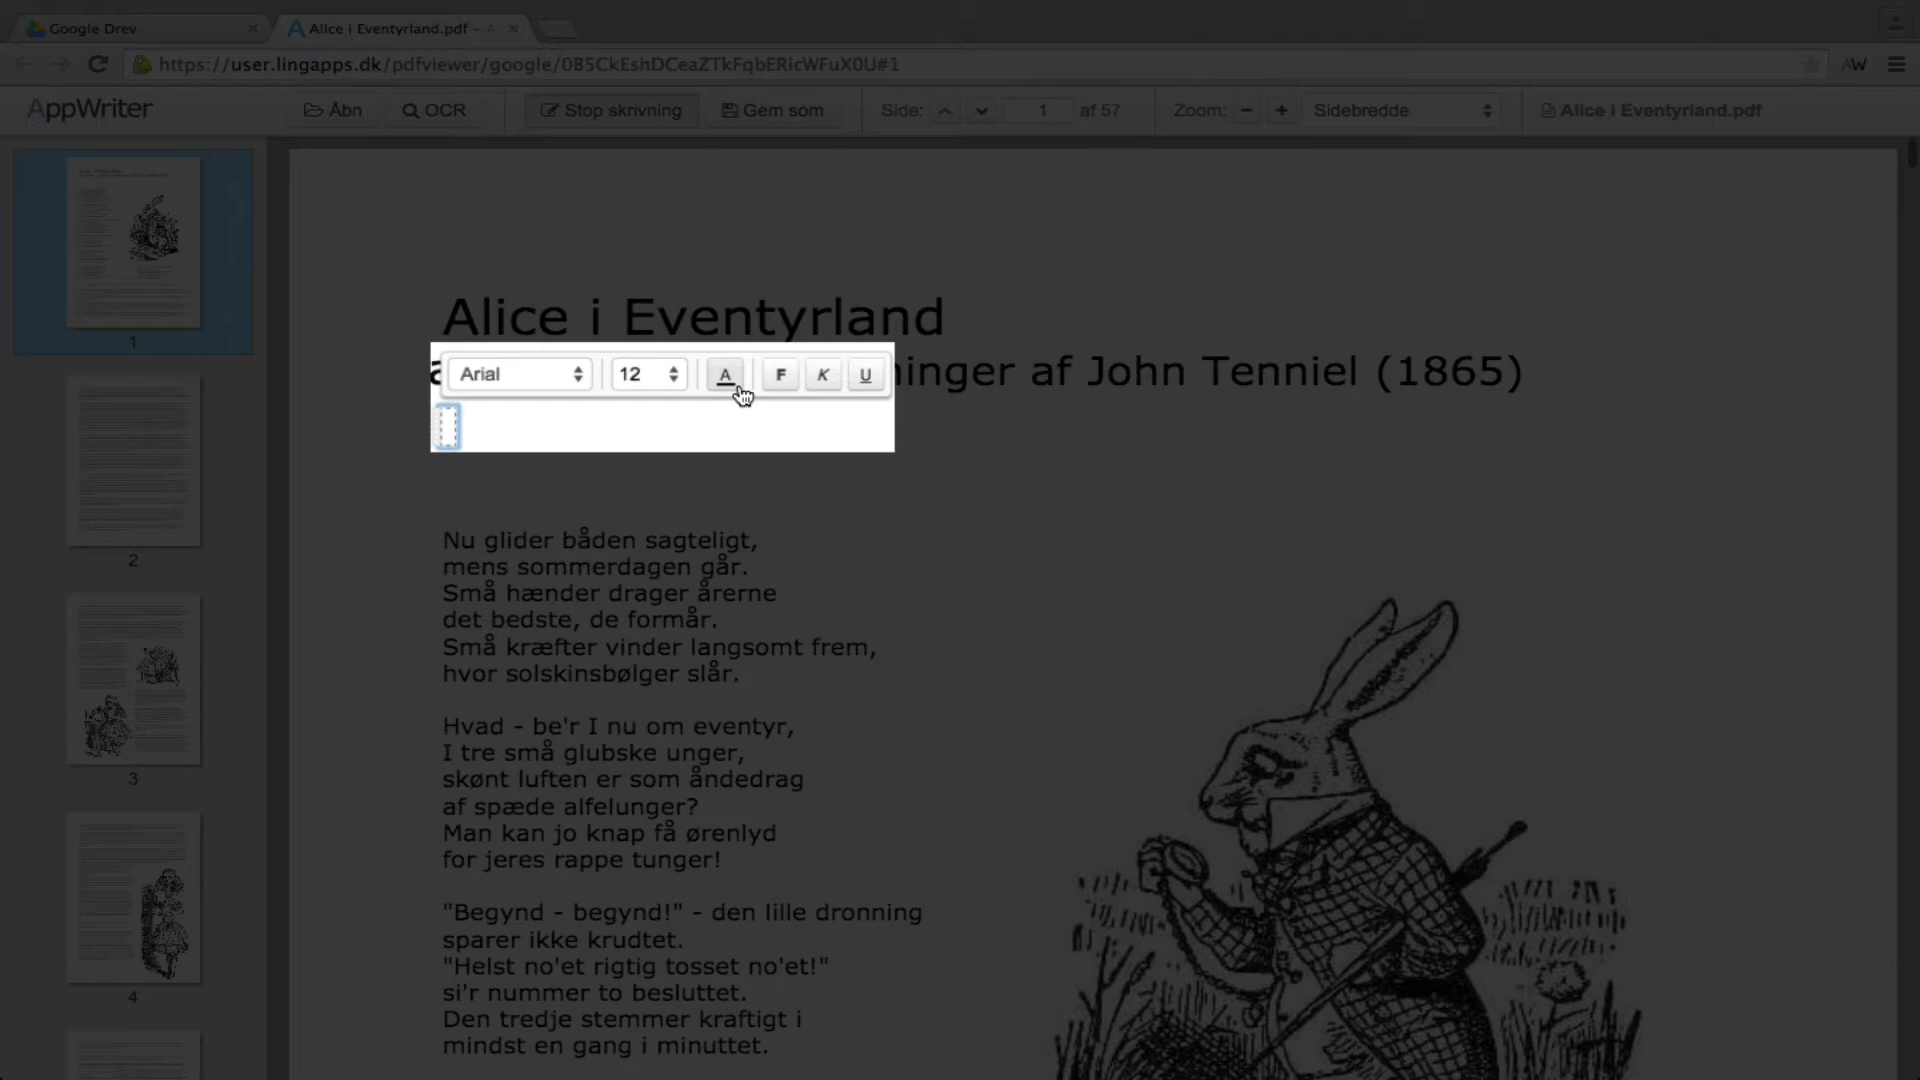 Google Drev
Alice i Eventyrland.pdf -
https://user.lingapps.dk/pdfviewer/google/0B5CkEshDCeaZTkFqbERicWFuX0U#1
AW
AppWriter
Åbn
OCR
Stop skrivning
Gem som
Side:
1
af 57
Zoom:
Sidebredde
Alice i Eventyrland.pdf
1
2
3
4
Alice i Eventyrland
ninger af John Tenniel (1865)
Arial
12
A
F
K
U
Nu glider båden sagteligt,
mens sommerdagen går.
Små hænder drager årerne
det bedste, de formår.
Små kræfter vinder langsomt frem,
hvor solskinsbølger slår.
Hvad - be'r I nu om eventyr,
I tre små glubske unger,
skønt luften er som åndedrag
af spæde alfelunger?
Man kan jo knap få ørenlyd
for jeres rappe tunger!
"Begynd - begynd!" - den lille dronning
sparer ikke krudtet.
"Helst no'et rigtig tosset no'et!"
si'r nummer to besluttet.
Den tredje stemmer kraftigt i
mindst en gang i minuttet.